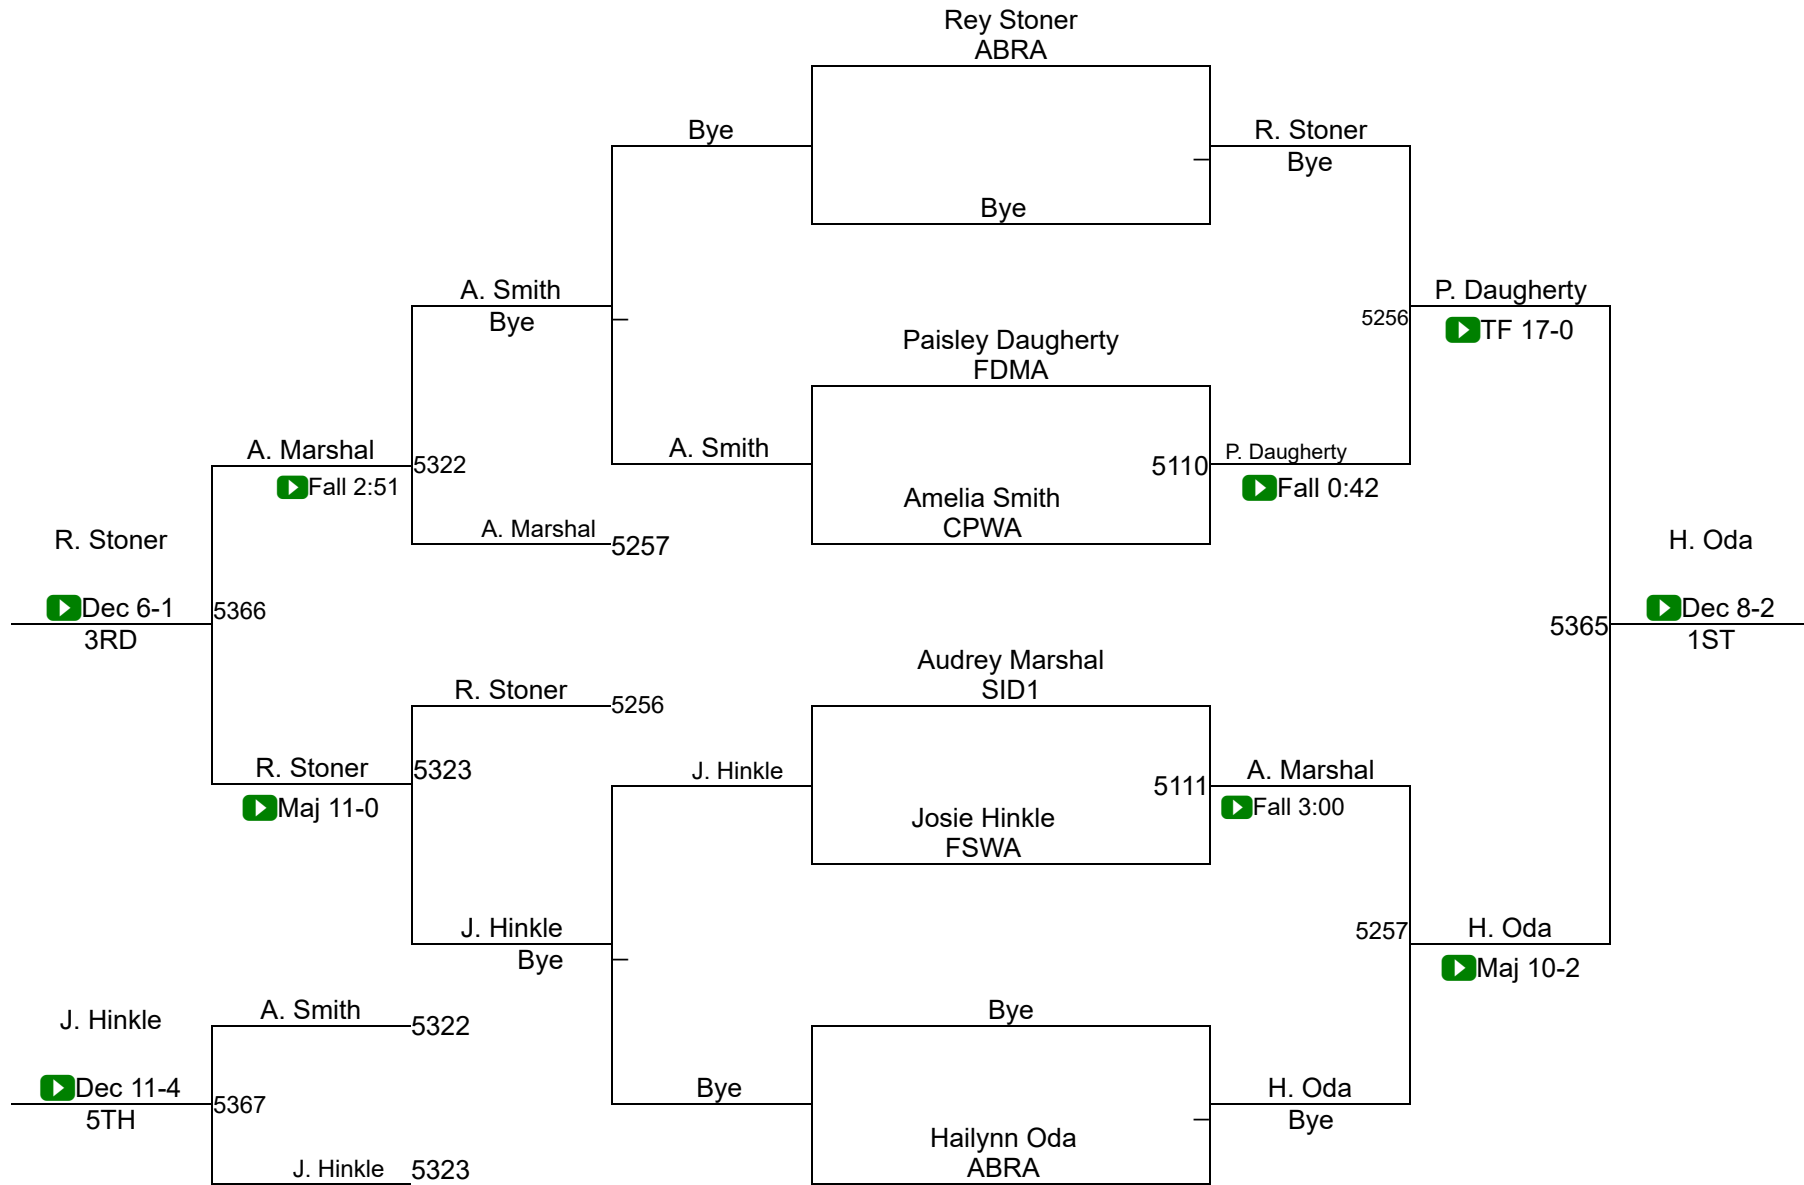 Rey Stoner
ABRA
Bye
R. Stoner
Bye
Bye
A. Smith
Bye
P. Daugherty
5256
TF 17-0
Paisley Daugherty
FDMA
A. Marshal
5322
Fall 2:51
A. Smith
5110
P. Daugherty
Fall 0:42
Amelia Smith
CPWA
A. Marshal
5257
R. Stoner
H. Oda
Dec 6-1
5366
3RD
5365
Dec 8-2
1ST
Audrey Marshal
SID1
R. Stoner
5256
R. Stoner
5323
Maj 11-0
J. Hinkle
5111
A. Marshal
Fall 3:00
Josie Hinkle
FSWA
J. Hinkle
Bye
5257
H. Oda
Maj 10-2
J. Hinkle
A. Smith
5322
Bye
Dec 11-4
5367
5TH
Bye
H. Oda
Bye
Hailynn Oda
ABRA
J. Hinkle
5323